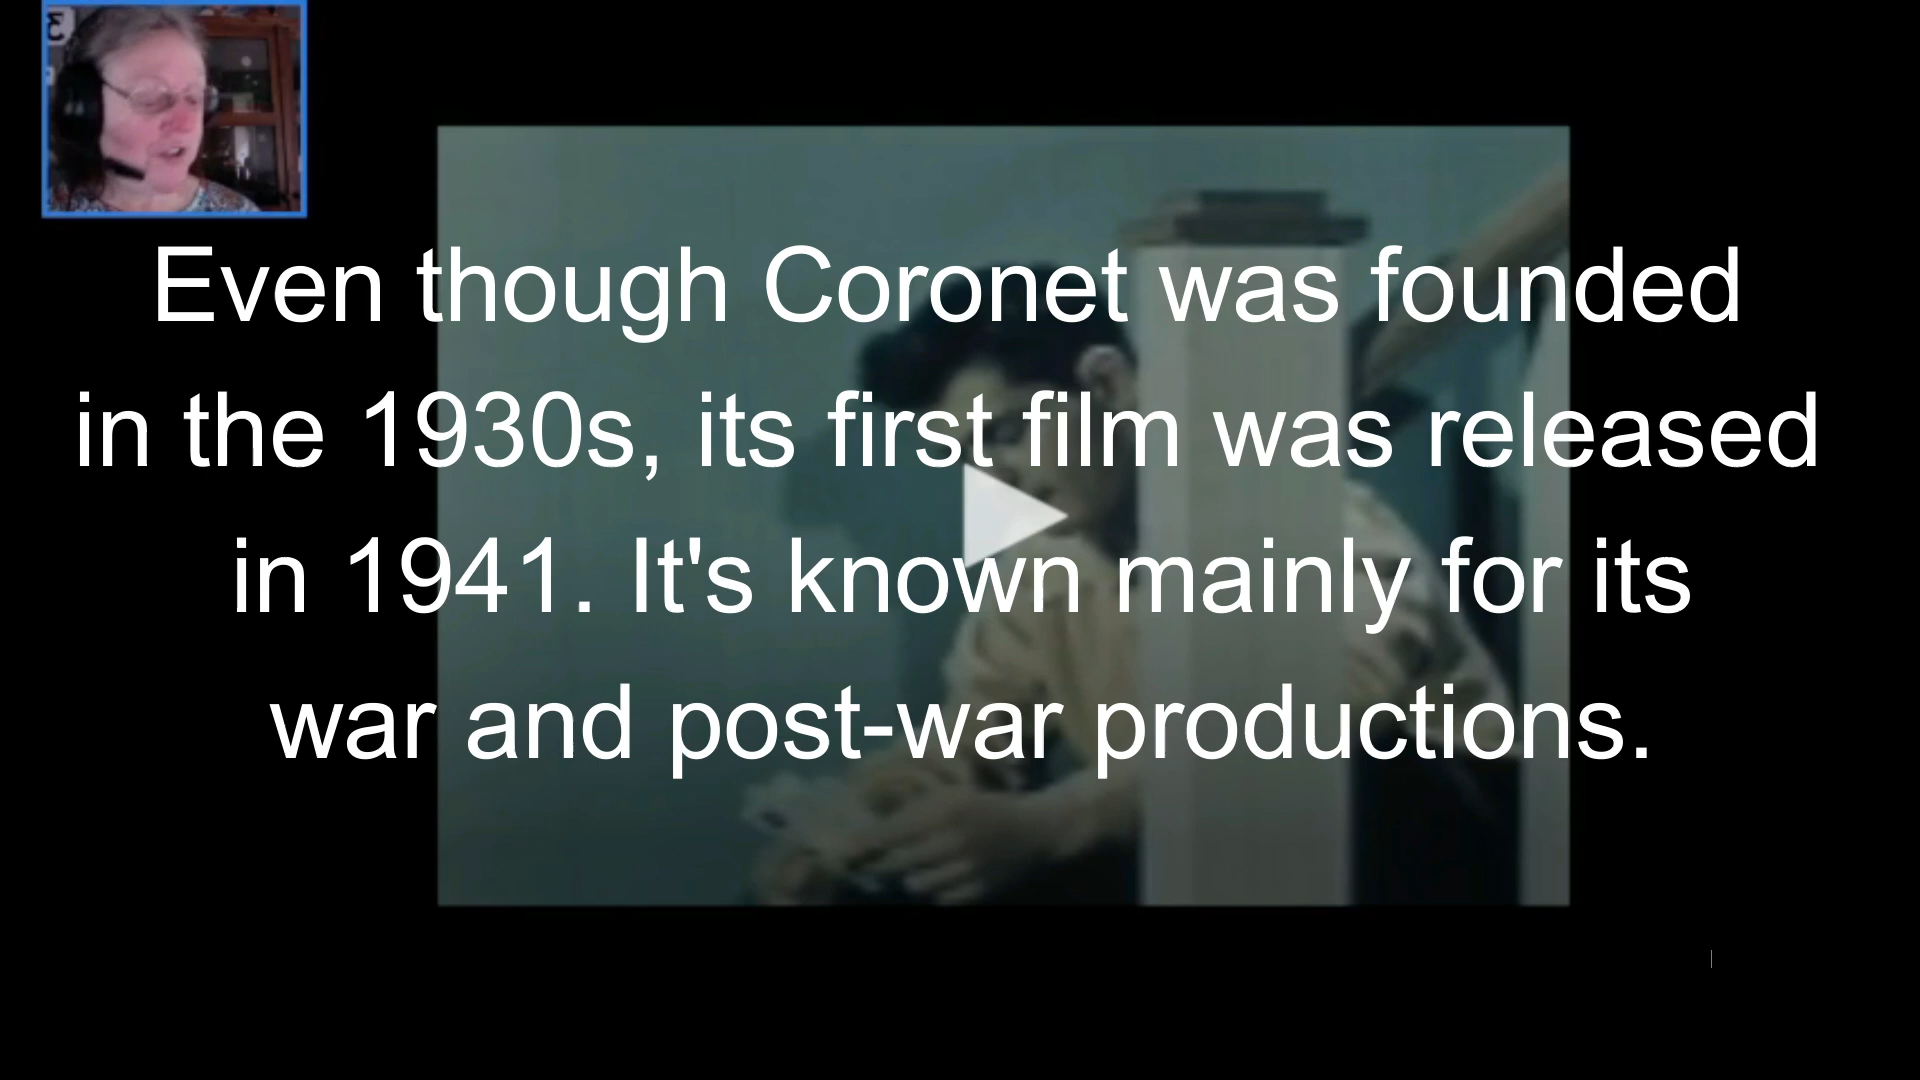 Even though Coronet was founded
in the 1930s, its first film was released
in 1941. It's known mainly for its
war and post-war productions.